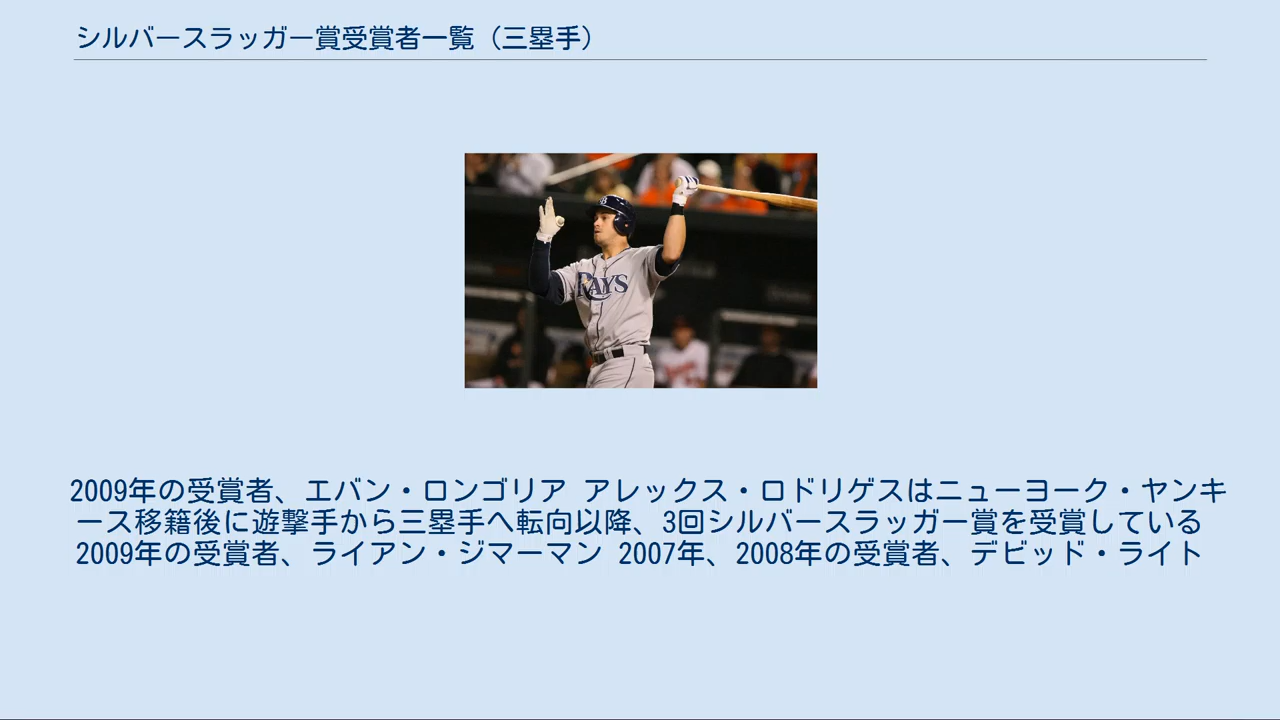 シルバースラッガー賞受賞者一覧（三塁手）
RAYS
2009年の受賞者、エバン・ロンゴリア アレックス・ロドリゲスはニューヨーク・ヤンキ
ース移籍後に遊撃手から三塁手へ転向以降、3回シルバースラッガー賞を受賞している
2009年の受賞者、ライアン・ジマーマン 2007年、2008年の受賞者、デビッド・ライト